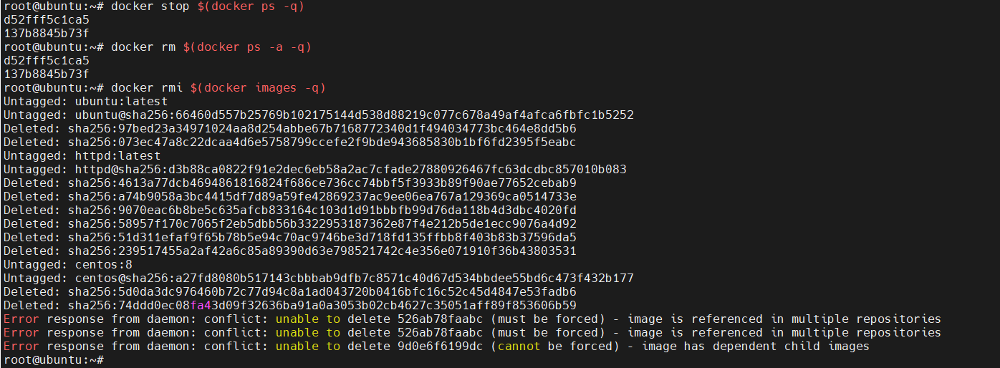 root@ubuntu:~# docker stop $(docker ps -q)
d52fff5c1ca5
137b8845b73f
root@ubuntu:~# docker rm $(docker ps -a -q)
d52fff5c1ca5
137b8845b73f
root@ubuntu:~# docker rmi $(docker images -q)
Untagged: ubuntu:latest
Untagged: ubuntu@sha256:66460d557b25769b102175144d538d88219c077c678a49af4afca6fbfc1b5252
Deleted: sha256:97bed23a34971024aa8d254abbe67b7168772340d1f494034773bc464e8dd5b6
Deleted: sha256:073ec47a8c22dcaa4d6e5758799ccefe2f9bde943685830b1bf6fd2395f5eabc
Untagged: httpd:latest
Untagged: httpd@sha256:d3b88ca0822f91e2dec6eb58a2ac7cfade27880926467fc63dcdbc857010b083
Deleted: sha256:4613a77dcb4694861816824f686ce736cc74bbf5f3933b89f90ae77652cebab9
Deleted: sha256:a74b9058a3bc4415df7d89a59fe42869237ac9ee06ea767a129369ca0514733e
Deleted: sha256:9070eac6b8be5c635afcb833164c103d1d91bbbfb99d76da118b4d3dbc4020fd
Deleted: sha256:58957f170c7065f2eb5dbb56b3322953187362e87f4e212b5de1ecc9076a4d92
Deleted: sha256:51d311efaf9f65b78b5e94c70ac9746be3d718fd135ffbb8f403b83b37596da5
Deleted: sha256:239517455a2af42a6c85a89390d63e798521742c4e356e071910f36b43803531
Untagged: centos:8
Untagged: centos@sha256:a27fd8080b517143cbbbab9dfb7c8571c40d67d534bbdee55bd6c473f432b177
Deleted: sha256:5d0da3dc976460b72c77d94c8a1ad043720b0416bfc16c52c45d4847e53fadb6
Deleted: sha256:74ddd0ec08fa43d09f32636ba91a0a3053b02cb4627c35051aff89f853606b59
Error response from daemon: conflict: unable to delete 526ab78faabc (must be forced) - image is referenced in multiple repositories
Error response from daemon: conflict: unable to delete 526ab78faabc (must be forced) - image is referenced in multiple repositories
Error response from daemon: conflict: unable to delete 9d0e6f6199dc (cannot be forced) - image has dependent child images
root@ubuntu:~#